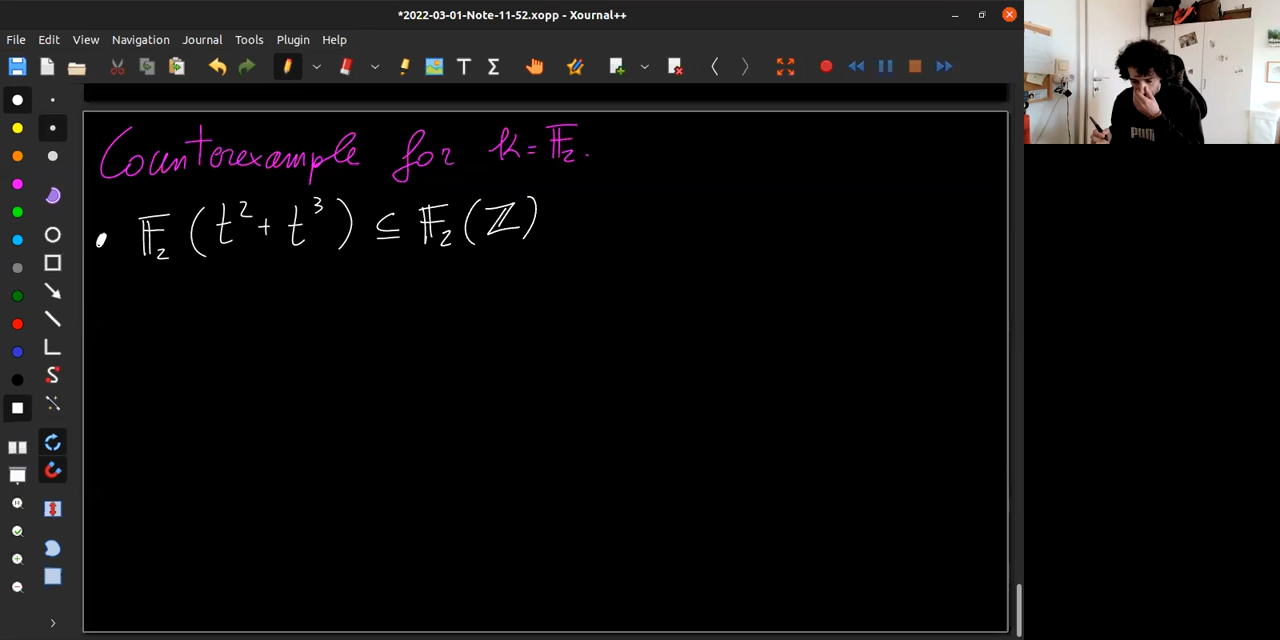 *2022-03-01-Note-11-52.xopp - Xournal++
File Edit View Navigation Journal Tools Plugin Help
Counterexample for k = 𝔽₂.
• 𝔽₂(t² + t³) ⊆ 𝔽₂(ℤ)
PUMA